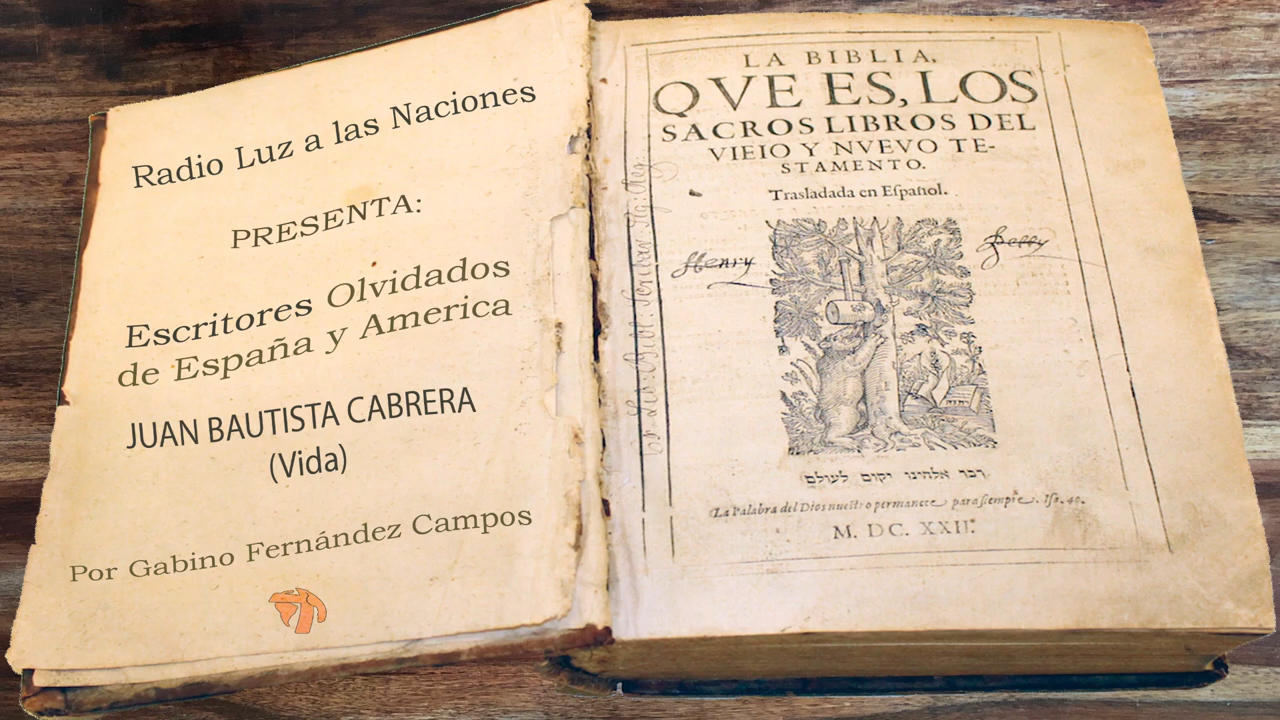 Radio Luz a las Naciones
PRESENTA:
Escritores Olvidados
de España y America
JUAN BAUTISTA CABRERA
(Vida)
Por Gabino Fernández Campos
LA BIBLIA,
QVE ES, LOS
SACROS LIBROS DEL
VIEIO Y NVEVO TE-
STAMENTO.
Trasladada en Eſpañol.
Henry
דבר אלהינו יקום לעולם
La Palabra del Dios nueſtro permanece para ſiempre. Iſa. 40.
M. DC. XXII.